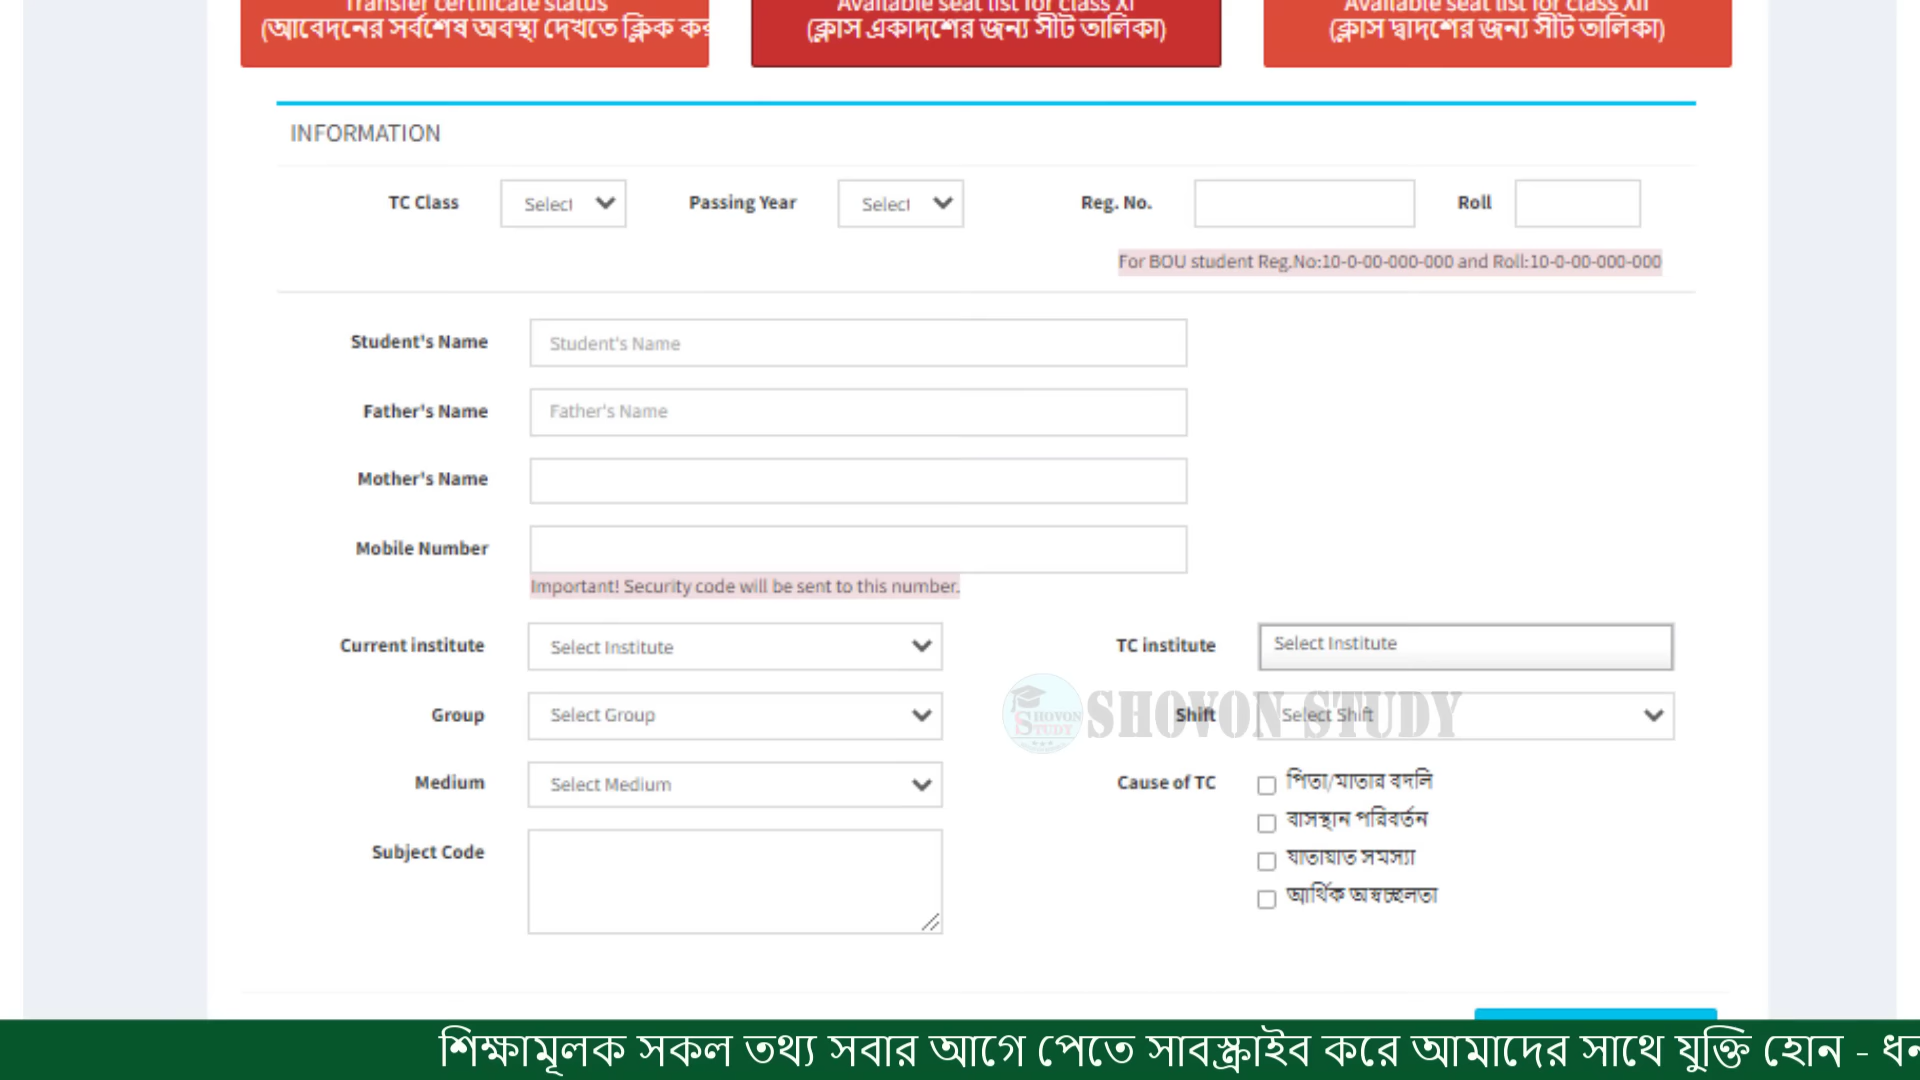 Transfer certificate status
(আবেদনের সর্বশেষ অবস্থা দেখতে ক্লিক কর
Available seat list for class XI
(ক্লাস একাদশের জন্য সীট তালিকা)
Available seat list for class XII
(ক্লাস দ্বাদশের জন্য সীট তালিকা)
INFORMATION
TC Class Select Passing Year Select Reg. No. Roll
For BOU student Reg.No:10-0-00-000-000 and Roll:10-0-00-000-000
Student's Name Student's Name
Father's Name Father's Name
Mother's Name
Mobile Number
Important! Security code will be sent to this number.
Current institute Select Institute TC institute Select Institute
Group Select Group Shift Select Shift
SHOVON STUDY
SHOVON STUDY
Medium Select Medium Cause of TC পিতা/মাতার বদলি
বাসস্থান পরিবর্তন
Subject Code যাতায়াত সমস্যা
আর্থিক অস্বচ্ছলতা
শিক্ষামূলক সকল তথ্য সবার আগে পেতে সাবস্ক্রাইব করে আমাদের সাথে যুক্তি হোন - ধন